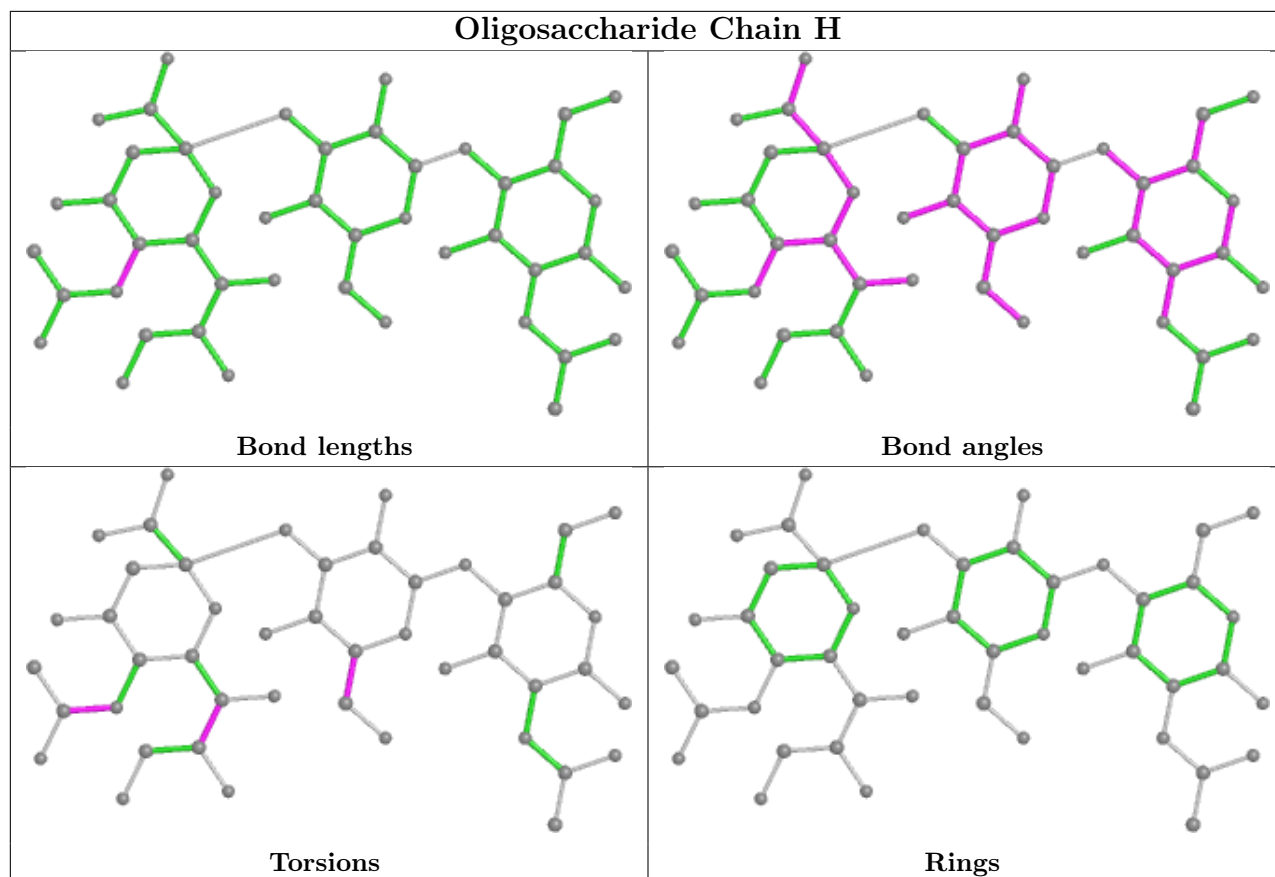 Oligosaccharide Chain H
Bond lengths
Bond angles
Torsions
Rings